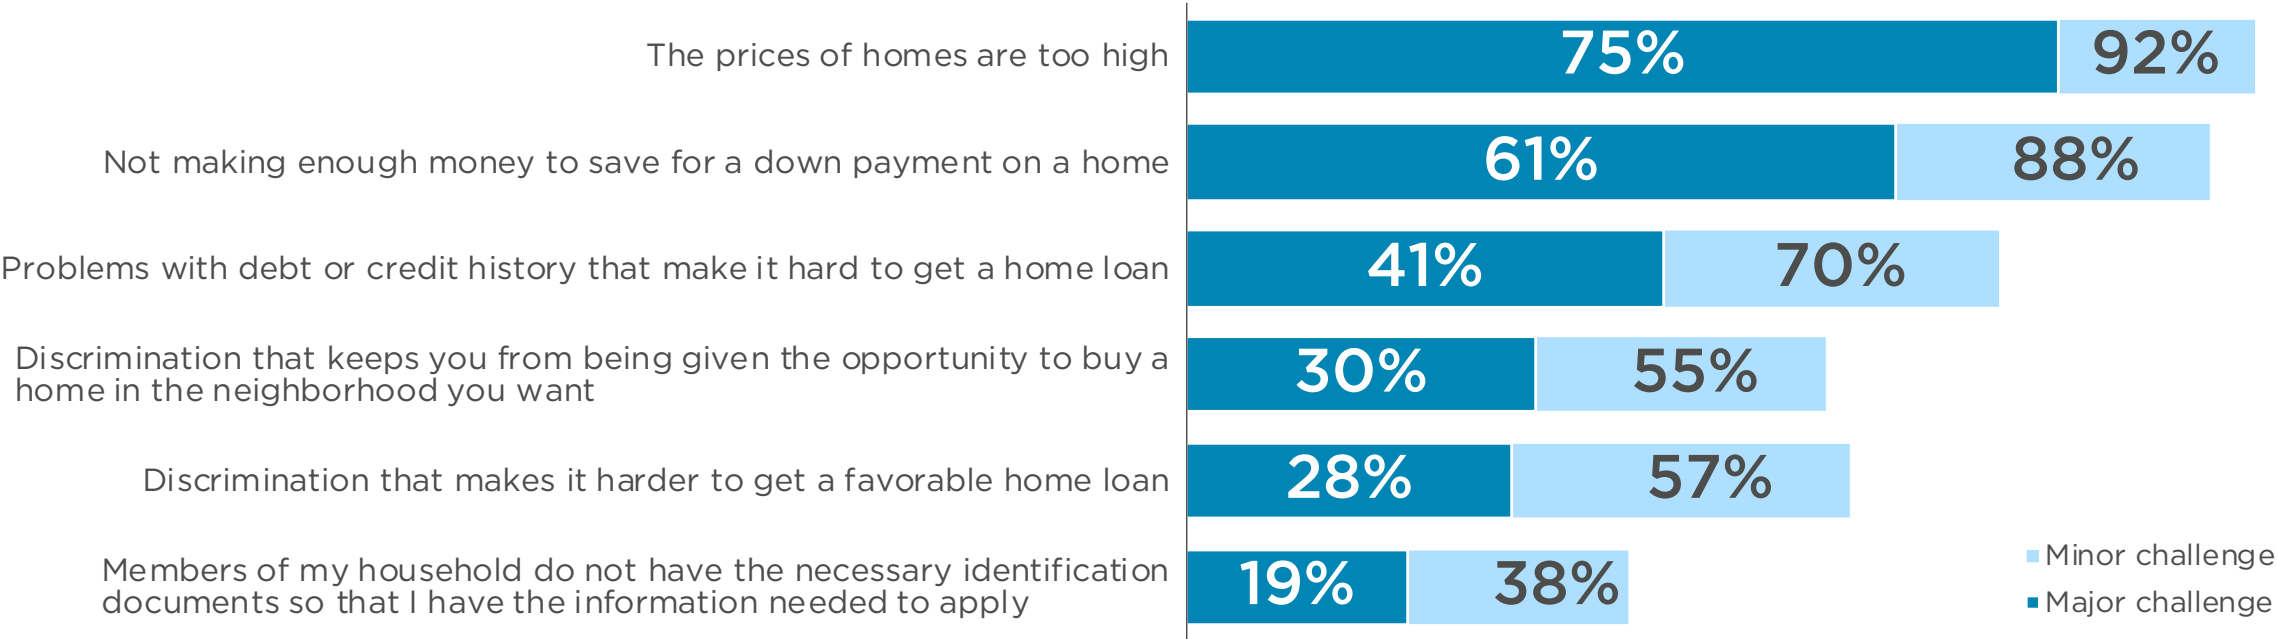 The prices of homes are too high
75%
92%
Not making enough money to save for a down payment on a home
61%
88%
Problems with debt or credit history that make it hard to get a home loan
41%
70%
Discrimination that keeps you from being given the opportunity to buy a
home in the neighborhood you want
30%
55%
Discrimination that makes it harder to get a favorable home loan
28%
57%
Members of my household do not have the necessary identification
documents so that I have the information needed to apply
19%
38%
Minor challenge
Major challenge